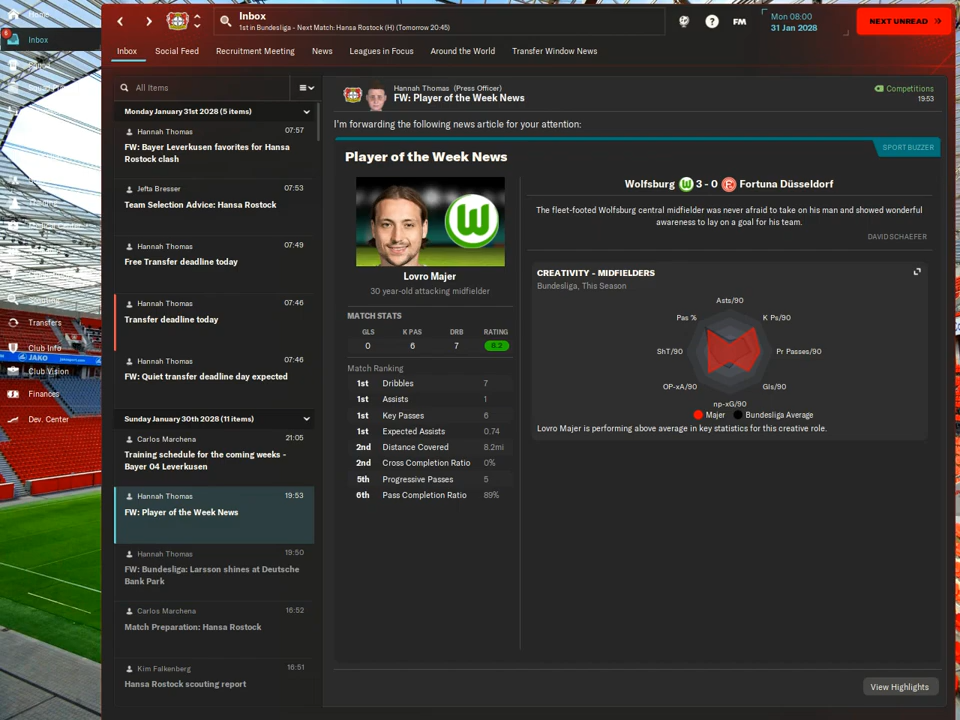 Home
Inbox
6
Inbox
1st in Bundesliga - Next Match: Hansa Rostock (H) (Tomorrow 20:45)
?
FM
Mon 08:00
31 Jan 2028
NEXT UNREAD
Inbox
Social Feed
Recruitment Meeting
News
Leagues in Focus
Around the World
Transfer Window News
All Items
Monday January 31st 2028 (5 items)
Hannah Thomas
07:57
FW: Bayer Leverkusen favorites for Hansa
Rostock clash
Jefta Bresser
07:53
Team Selection Advice: Hansa Rostock
Hannah Thomas
07:49
Free Transfer deadline today
Hannah Thomas
07:46
Transfer deadline today
Hannah Thomas
07:46
FW: Quiet transfer deadline day expected
Sunday January 30th 2028 (11 items)
Carlos Marchena
21:05
Training schedule for the coming weeks -
Bayer 04 Leverkusen
Hannah Thomas
19:53
FW: Player of the Week News
Hannah Thomas
19:50
FW: Bundesliga: Larsson shines at Deutsche
Bank Park
Carlos Marchena
16:52
Match Preparation: Hansa Rostock
Kim Falkenberg
16:51
Hansa Rostock scouting report
Scouting
Transfers
Club Info
JAKO
Club Vision
Finances
Dev. Center
Hannah Thomas (Press Officer)
FW: Player of the Week News
Competitions
19:53
I'm forwarding the following news article for your attention:
SPORT BUZZER
Player of the Week News
Lovro Majer
30 year-old attacking midfielder
MATCH STATS
GLS K PAS DRB RATING
0 6 7 8.2
Match Ranking
1st Dribbles 7
1st Assists 1
1st Key Passes 6
1st Expected Assists 0.74
2nd Distance Covered 8.2mi
2nd Cross Completion Ratio 0%
5th Progressive Passes 5
6th Pass Completion Ratio 89%
Wolfsburg 3 - 0 Fortuna Düsseldorf
The fleet-footed Wolfsburg central midfielder was never afraid to take on his man and showed wonderful
awareness to lay on a goal for his team.
DAVID SCHAEFER
CREATIVITY - MIDFIELDERS
Bundesliga, This Season
Asts/90
Pas %
K Ps/90
ShT/90
Pr Passes/90
OP-xA/90
Gls/90
np-xG/90
Majer
Bundesliga Average
Lovro Majer is performing above average in key statistics for this creative role.
View Highlights